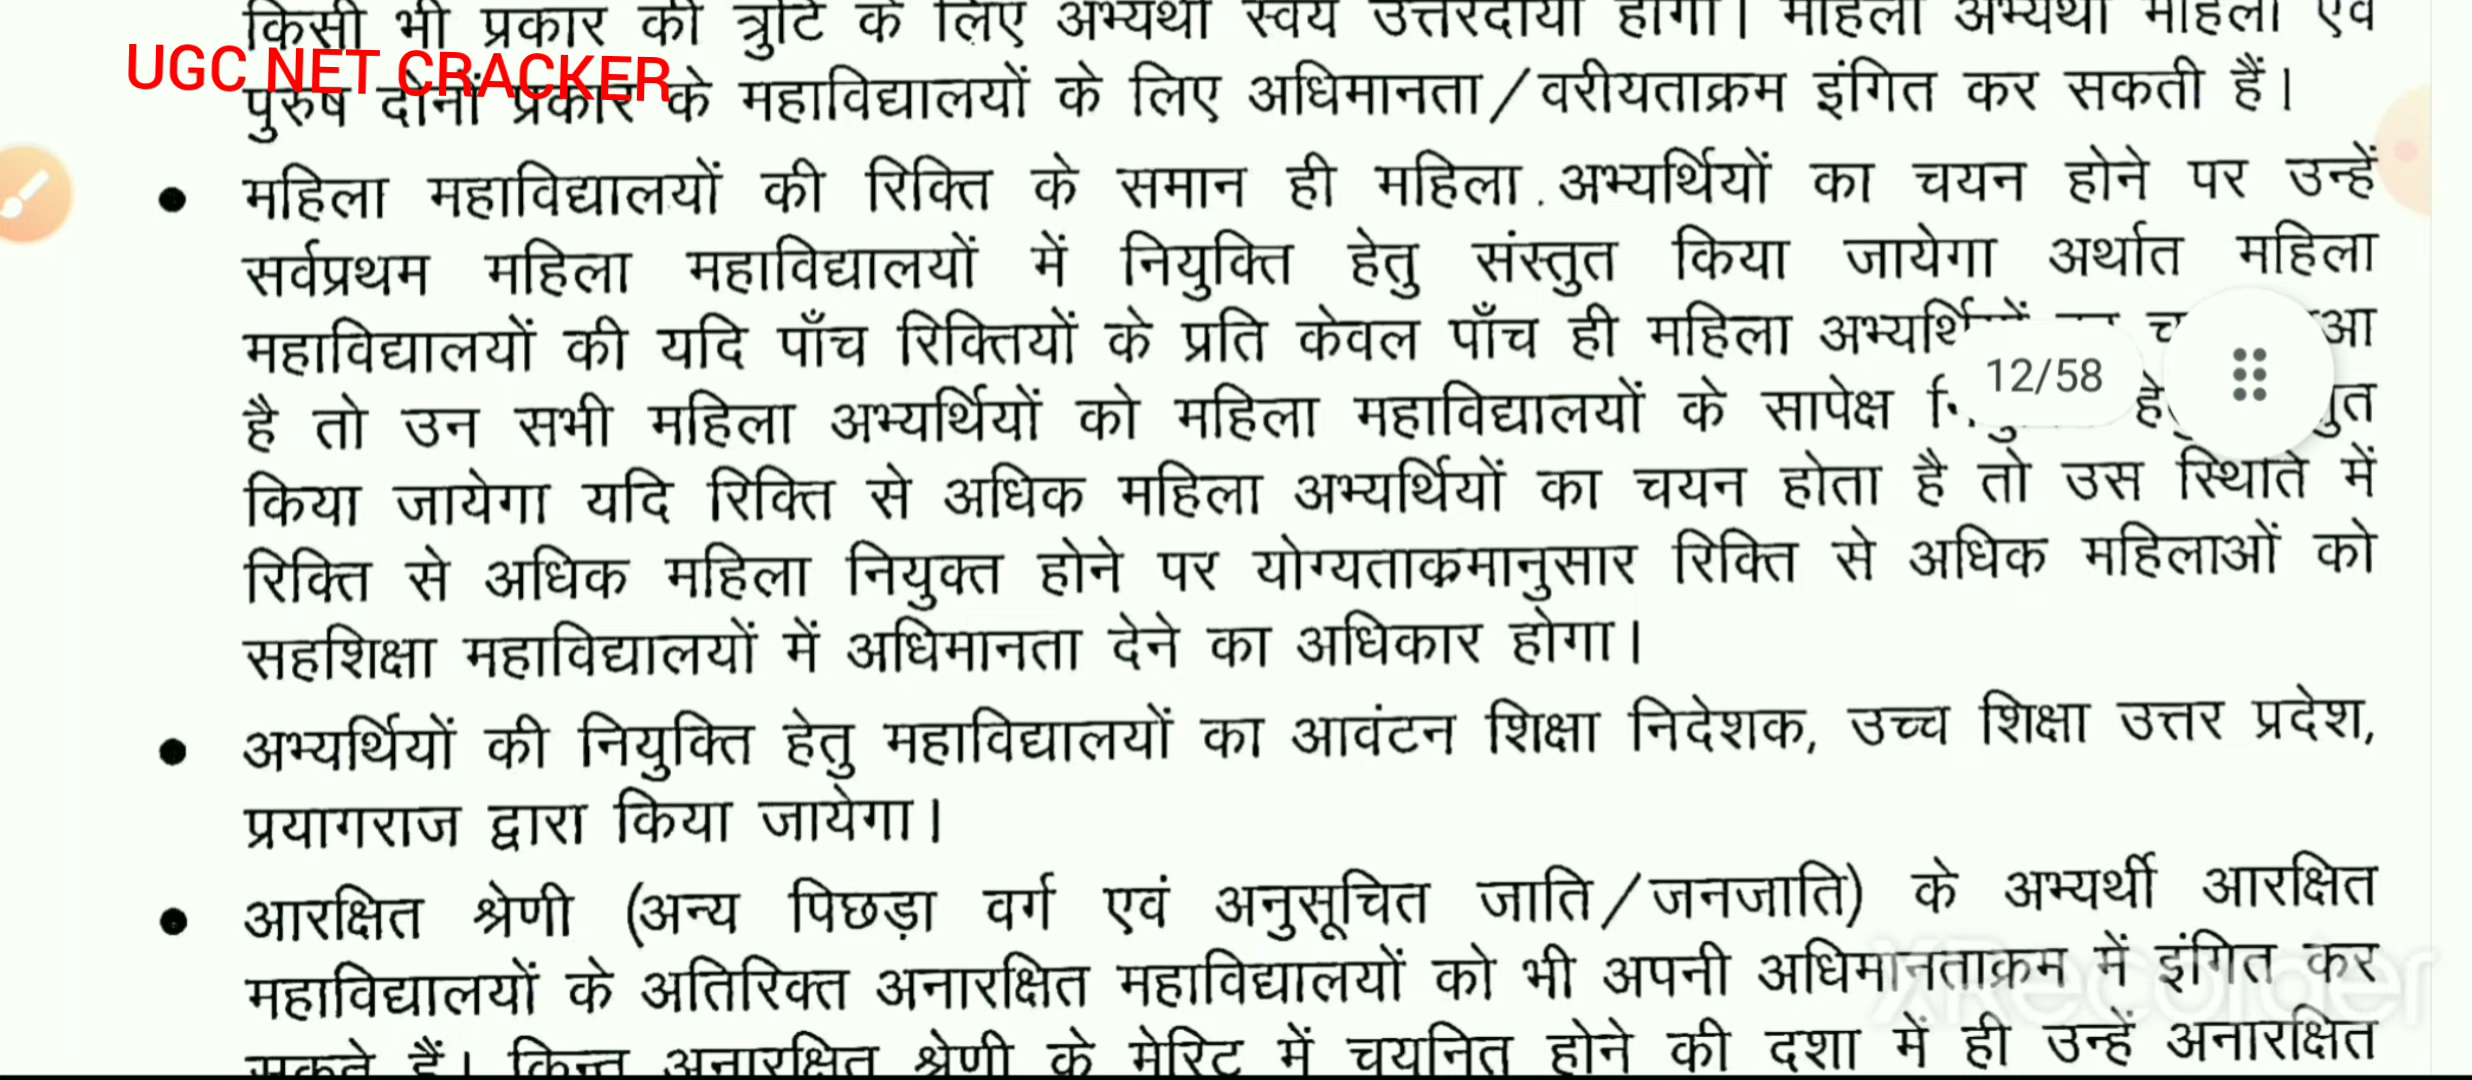 किसी भी प्रकार की त्रुटि के लिए अभ्यर्थी स्वयं उत्तरदायी होगा। महिला अभ्यर्थी महिला एवं
UGC NET CRACKER
पुरुष दोनों प्रकार के महाविद्यालयों के लिए अधिमानता/वरीयताक्रम इंगित कर सकती हैं।
● महिला महाविद्यालयों की रिक्ति के समान ही महिला अभ्यर्थियों का चयन होने पर उन्हें
सर्वप्रथम महिला महाविद्यालयों में नियुक्ति हेतु संस्तुत किया जायेगा अर्थात महिला
महाविद्यालयों की यदि पाँच रिक्तियों के प्रति केवल पाँच ही महिला
12/58
है तो उन सभी महिला अभ्यर्थियों को महिला महाविद्यालयों के सापेक्ष
किया जायेगा यदि रिक्ति से अधिक महिला अभ्यर्थियों का चयन होता है तो उस स्थिति में
रिक्ति से अधिक महिला नियुक्त होने पर योग्यताक्रमानुसार रिक्ति से अधिक महिलाओं को
सहशिक्षा महाविद्यालयों में अधिमानता देने का अधिकार होगा।
● अभ्यर्थियों की नियुक्ति हेतु महाविद्यालयों का आवंटन शिक्षा निदेशक, उच्च शिक्षा उत्तर प्रदेश,
प्रयागराज द्वारा किया जायेगा।
● आरक्षित श्रेणी (अन्य पिछड़ा वर्ग एवं अनुसूचित जाति/जनजाति) के अभ्यर्थी आरक्षित
महाविद्यालयों के अतिरिक्त अनारक्षित महाविद्यालयों को भी अपनी अधिमानताक्रम में इंगित कर
XRecorder
सकते हैं। किन्तु अनारक्षित श्रेणी के मेरिट में चयनित होने की दशा में ही उन्हें अनारक्षित